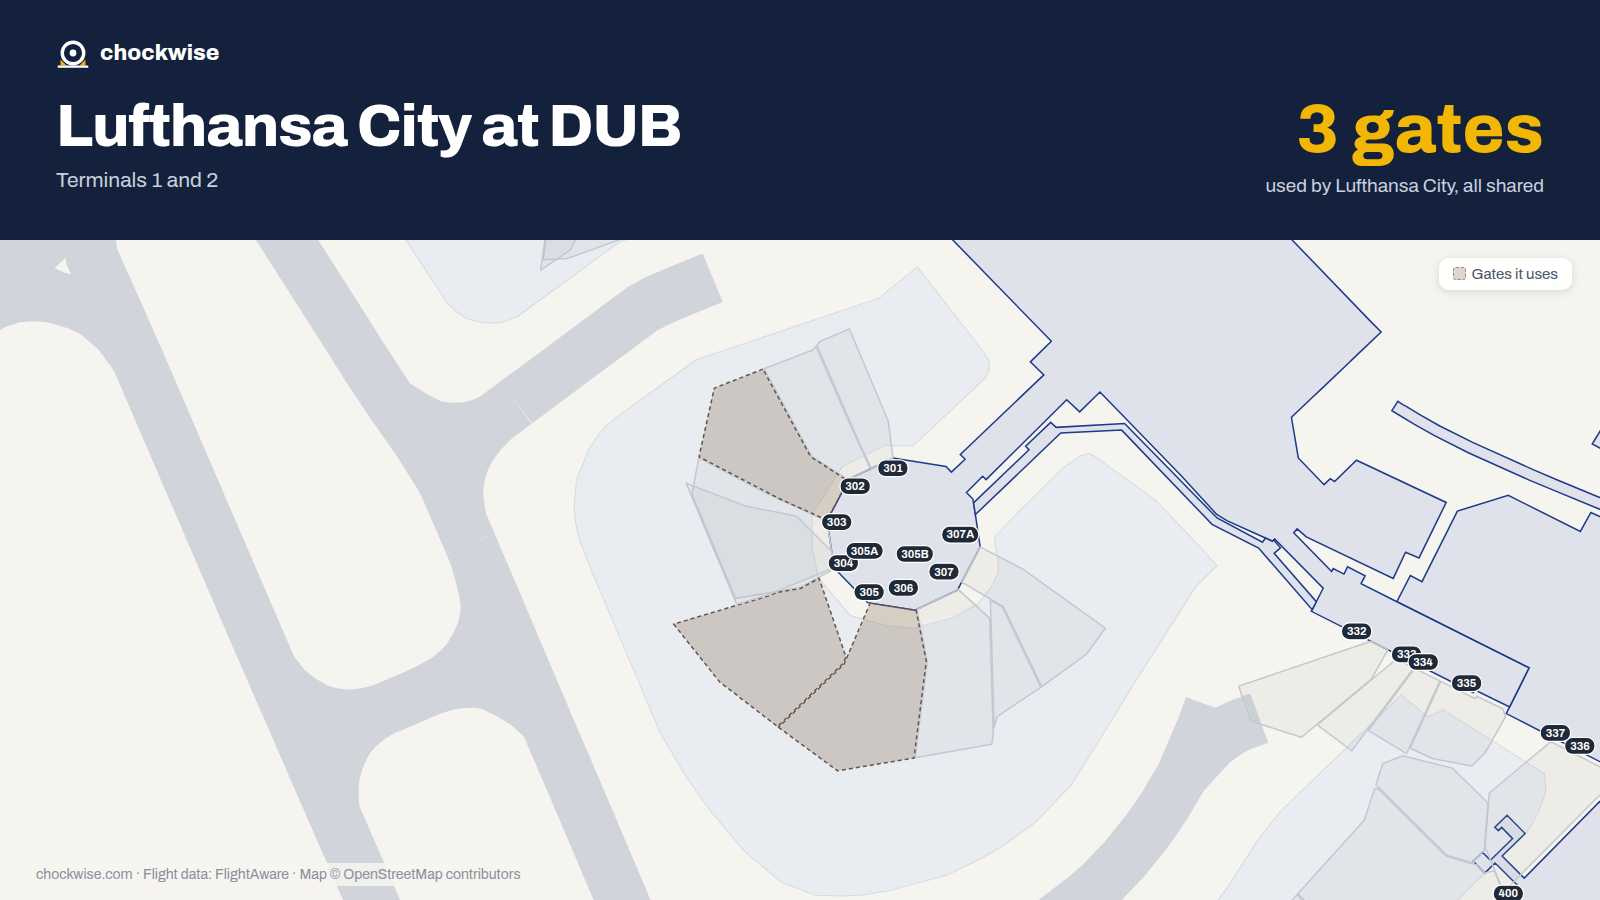 chockwise
Lufthansa City at DUB
Terminals 1 and 2
3 gates
used by Lufthansa City, all shared
Gates it uses
301
302
303
307A
305A
305B
304
307
306
305
332
333
334
335
337
336
400
chockwise.com · Flight data: FlightAware · Map © OpenStreetMap contributors